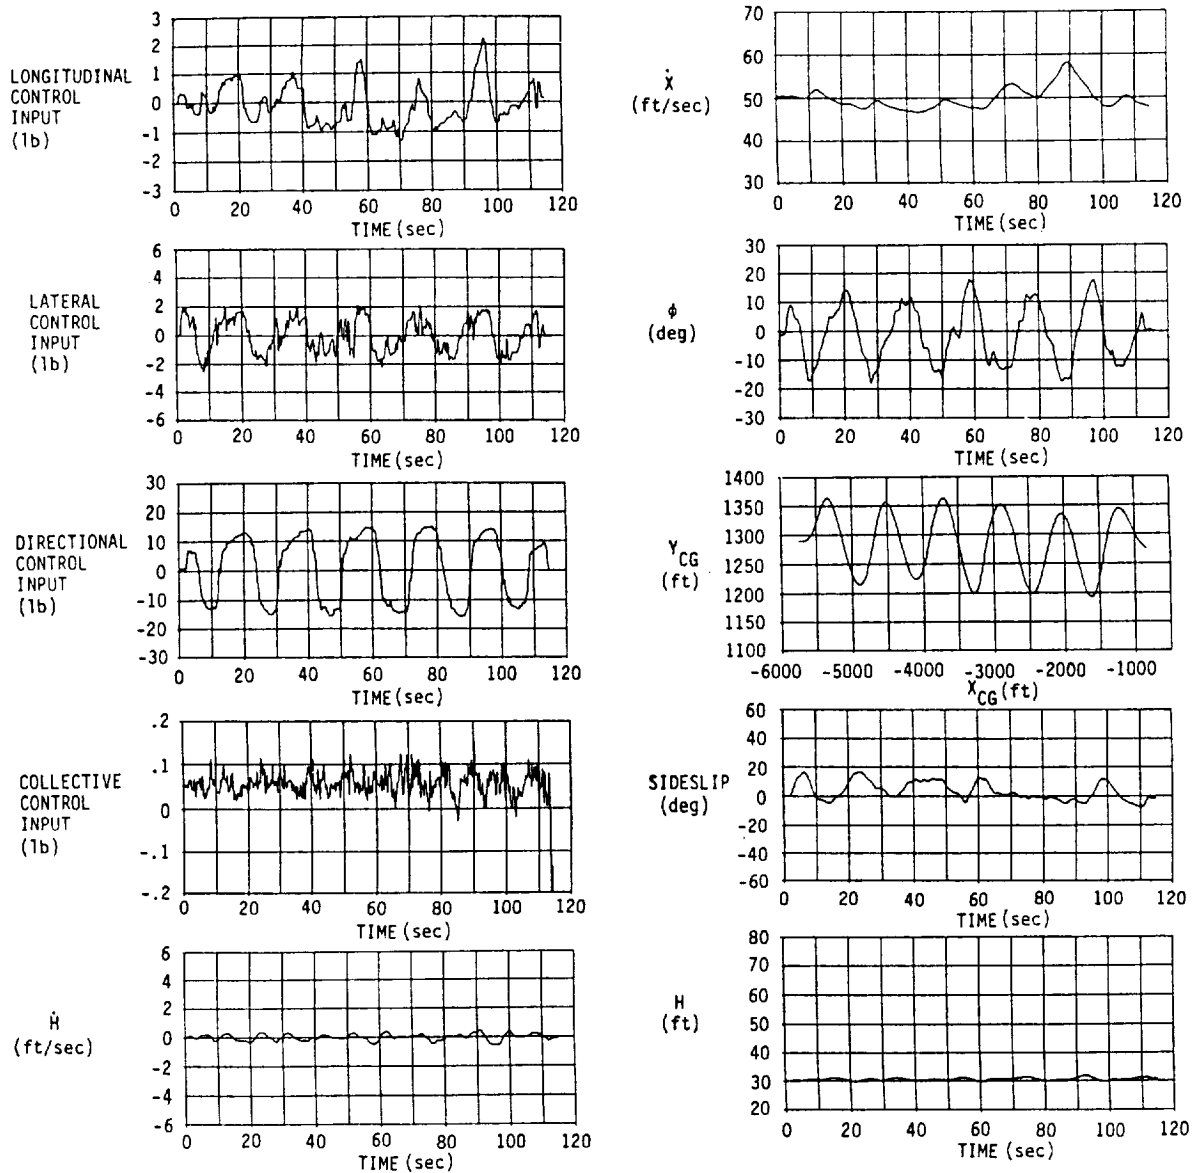 LONGITUDINAL
CONTROL
INPUT
(lb)
3
2
1
0
-1
-2
-3
0 20 40 60 80 100 120
TIME (sec)
Ẋ
(ft/sec)
70
60
50
40
30
0 20 40 60 80 100 120
TIME (sec)
LATERAL
CONTROL
INPUT
(lb)
6
4
2
0
-2
-4
-6
0 20 40 60 80 100 120
TIME (sec)
ϕ
(deg)
30
20
10
0
-10
-20
-30
0 20 40 60 80 100 120
TIME (sec)
DIRECTIONAL
CONTROL
INPUT
(lb)
30
20
10
0
-10
-20
-30
0 20 40 60 80 100 120
TIME (sec)
YCG
(ft)
1400
1350
1300
1250
1200
1150
1100
-6000 -5000 -4000 -3000 -2000 -1000
XCG (ft)
COLLECTIVE
CONTROL
INPUT
(lb)
.2
.1
0
-.1
-.2
0 20 40 60 80 100 120
TIME (sec)
SIDESLIP
(deg)
60
40
20
0
-20
-40
-60
0 20 40 60 80 100 120
TIME (sec)
Ḣ
(ft/sec)
6
4
2
0
-2
-4
-6
0 20 40 60 80 100 120
TIME (sec)
H
(ft)
80
70
60
50
40
30
20
0 20 40 60 80 100 120
TIME (sec)